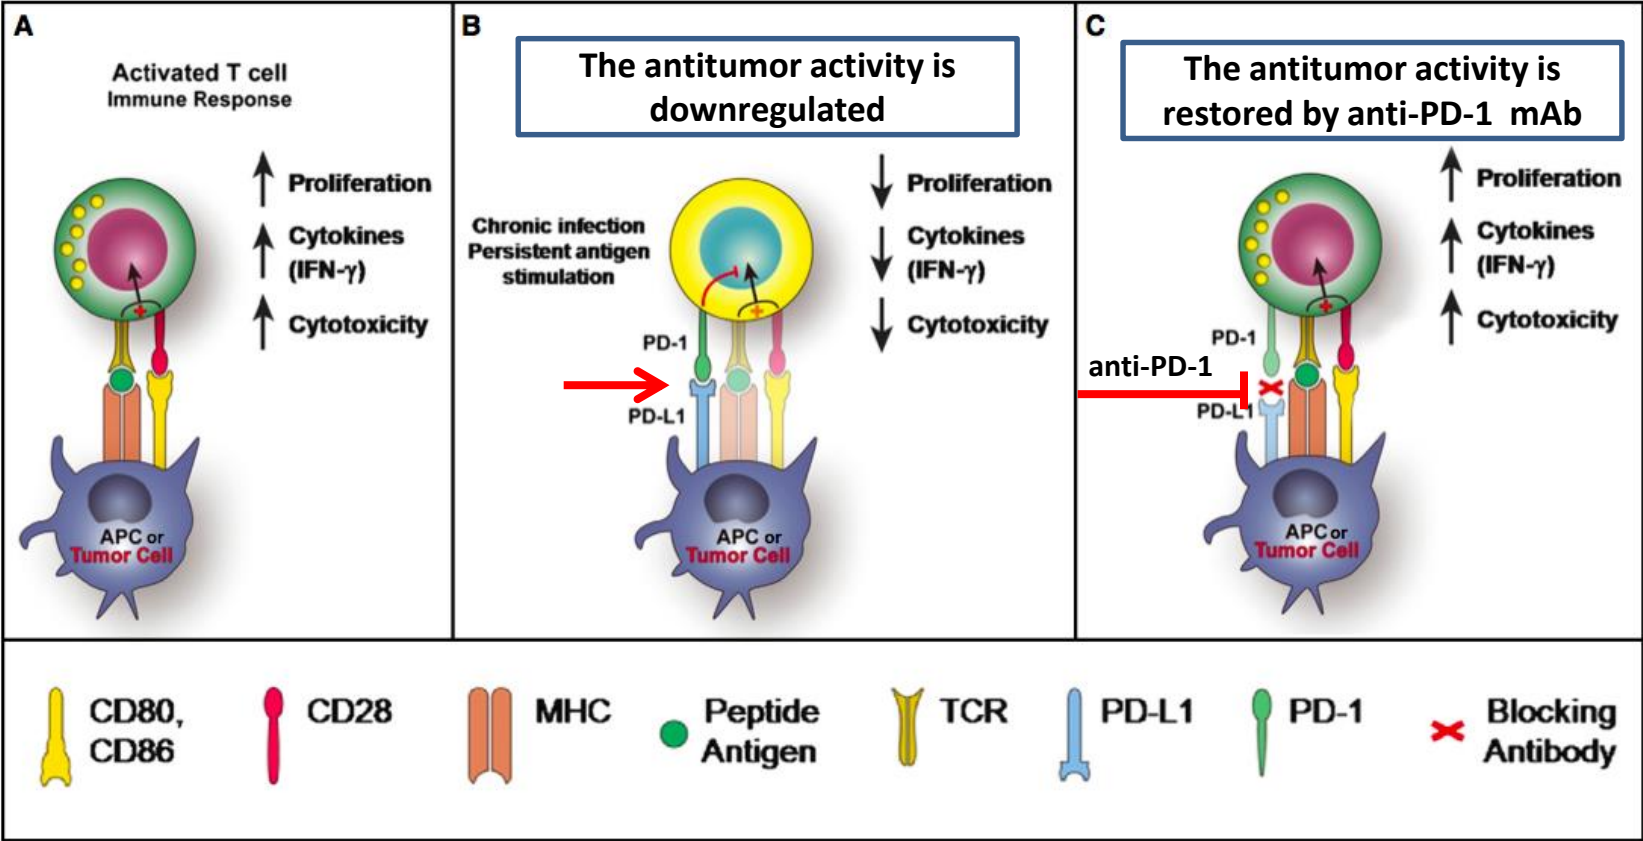 A
Activated T cell
Immune Response
Proliferation
Cytokines
(IFN-γ)
Cytotoxicity
APC or
Tumor Cell
B
The antitumor activity is
downregulated
Chronic infection
Persistent antigen
stimulation
Proliferation
Cytokines
(IFN-γ)
Cytotoxicity
PD-1
PD-L1
APC or
Tumor Cell
C
The antitumor activity is
restored by anti-PD-1 mAb
Proliferation
Cytokines
(IFN-γ)
Cytotoxicity
PD-1
anti-PD-1
PD-L1
APC or
Tumor Cell
CD80,
CD86
CD28
MHC
Peptide
Antigen
TCR
PD-L1
PD-1
Blocking
Antibody